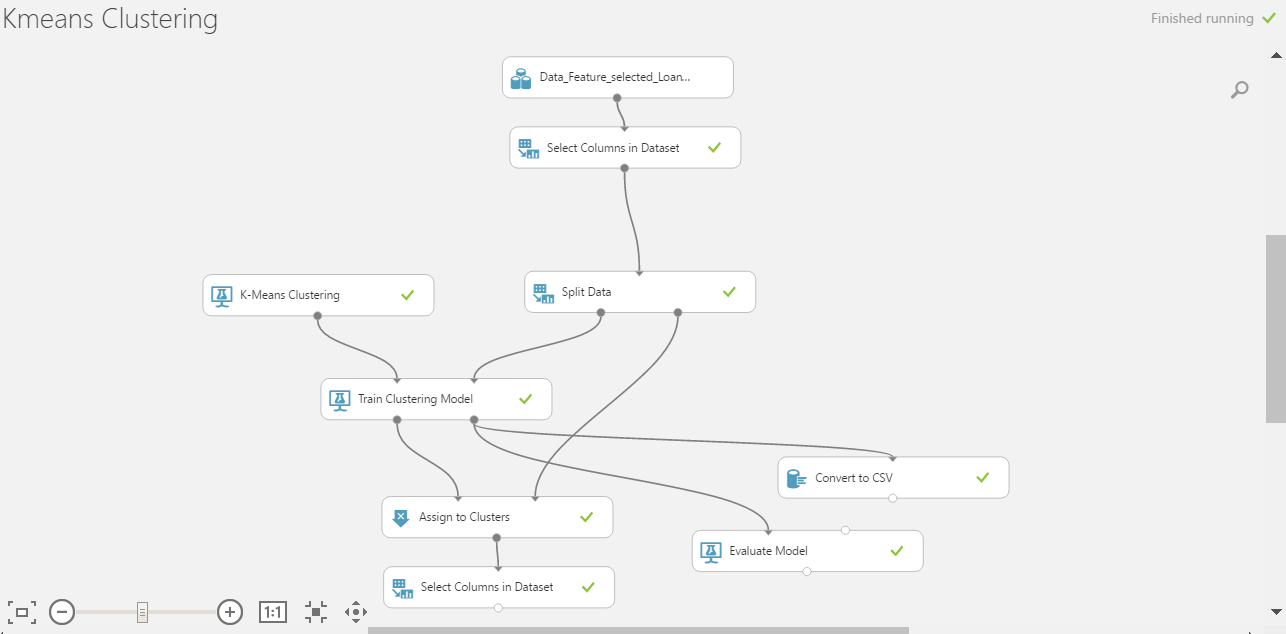 Kmeans Clustering
Finished running
Data_Feature_selected_Loan...
Select Columns in Dataset
K-Means Clustering
Split Data
Train Clustering Model
Convert to CSV
Assign to Clusters
Evaluate Model
Select Columns in Dataset
1:1